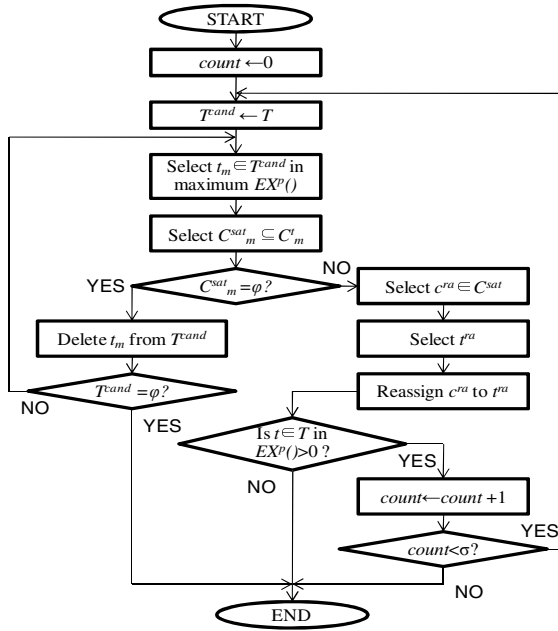 START
count ←0
T^cand ← T
Select t_m ∈ T^cand in
maximum EX^p()
Select C^sat_m ⊆ C^t_m
C^sat_m=φ?
YES
NO
Select c^ra ∈ C^sat
Delete t_m from T^cand
Select t^ra
T^cand =φ?
NO
YES
Reassign c^ra to t^ra
Is t∈T in
EX^p()>0 ?
YES
NO
count←count +1
count<σ?
YES
NO
END